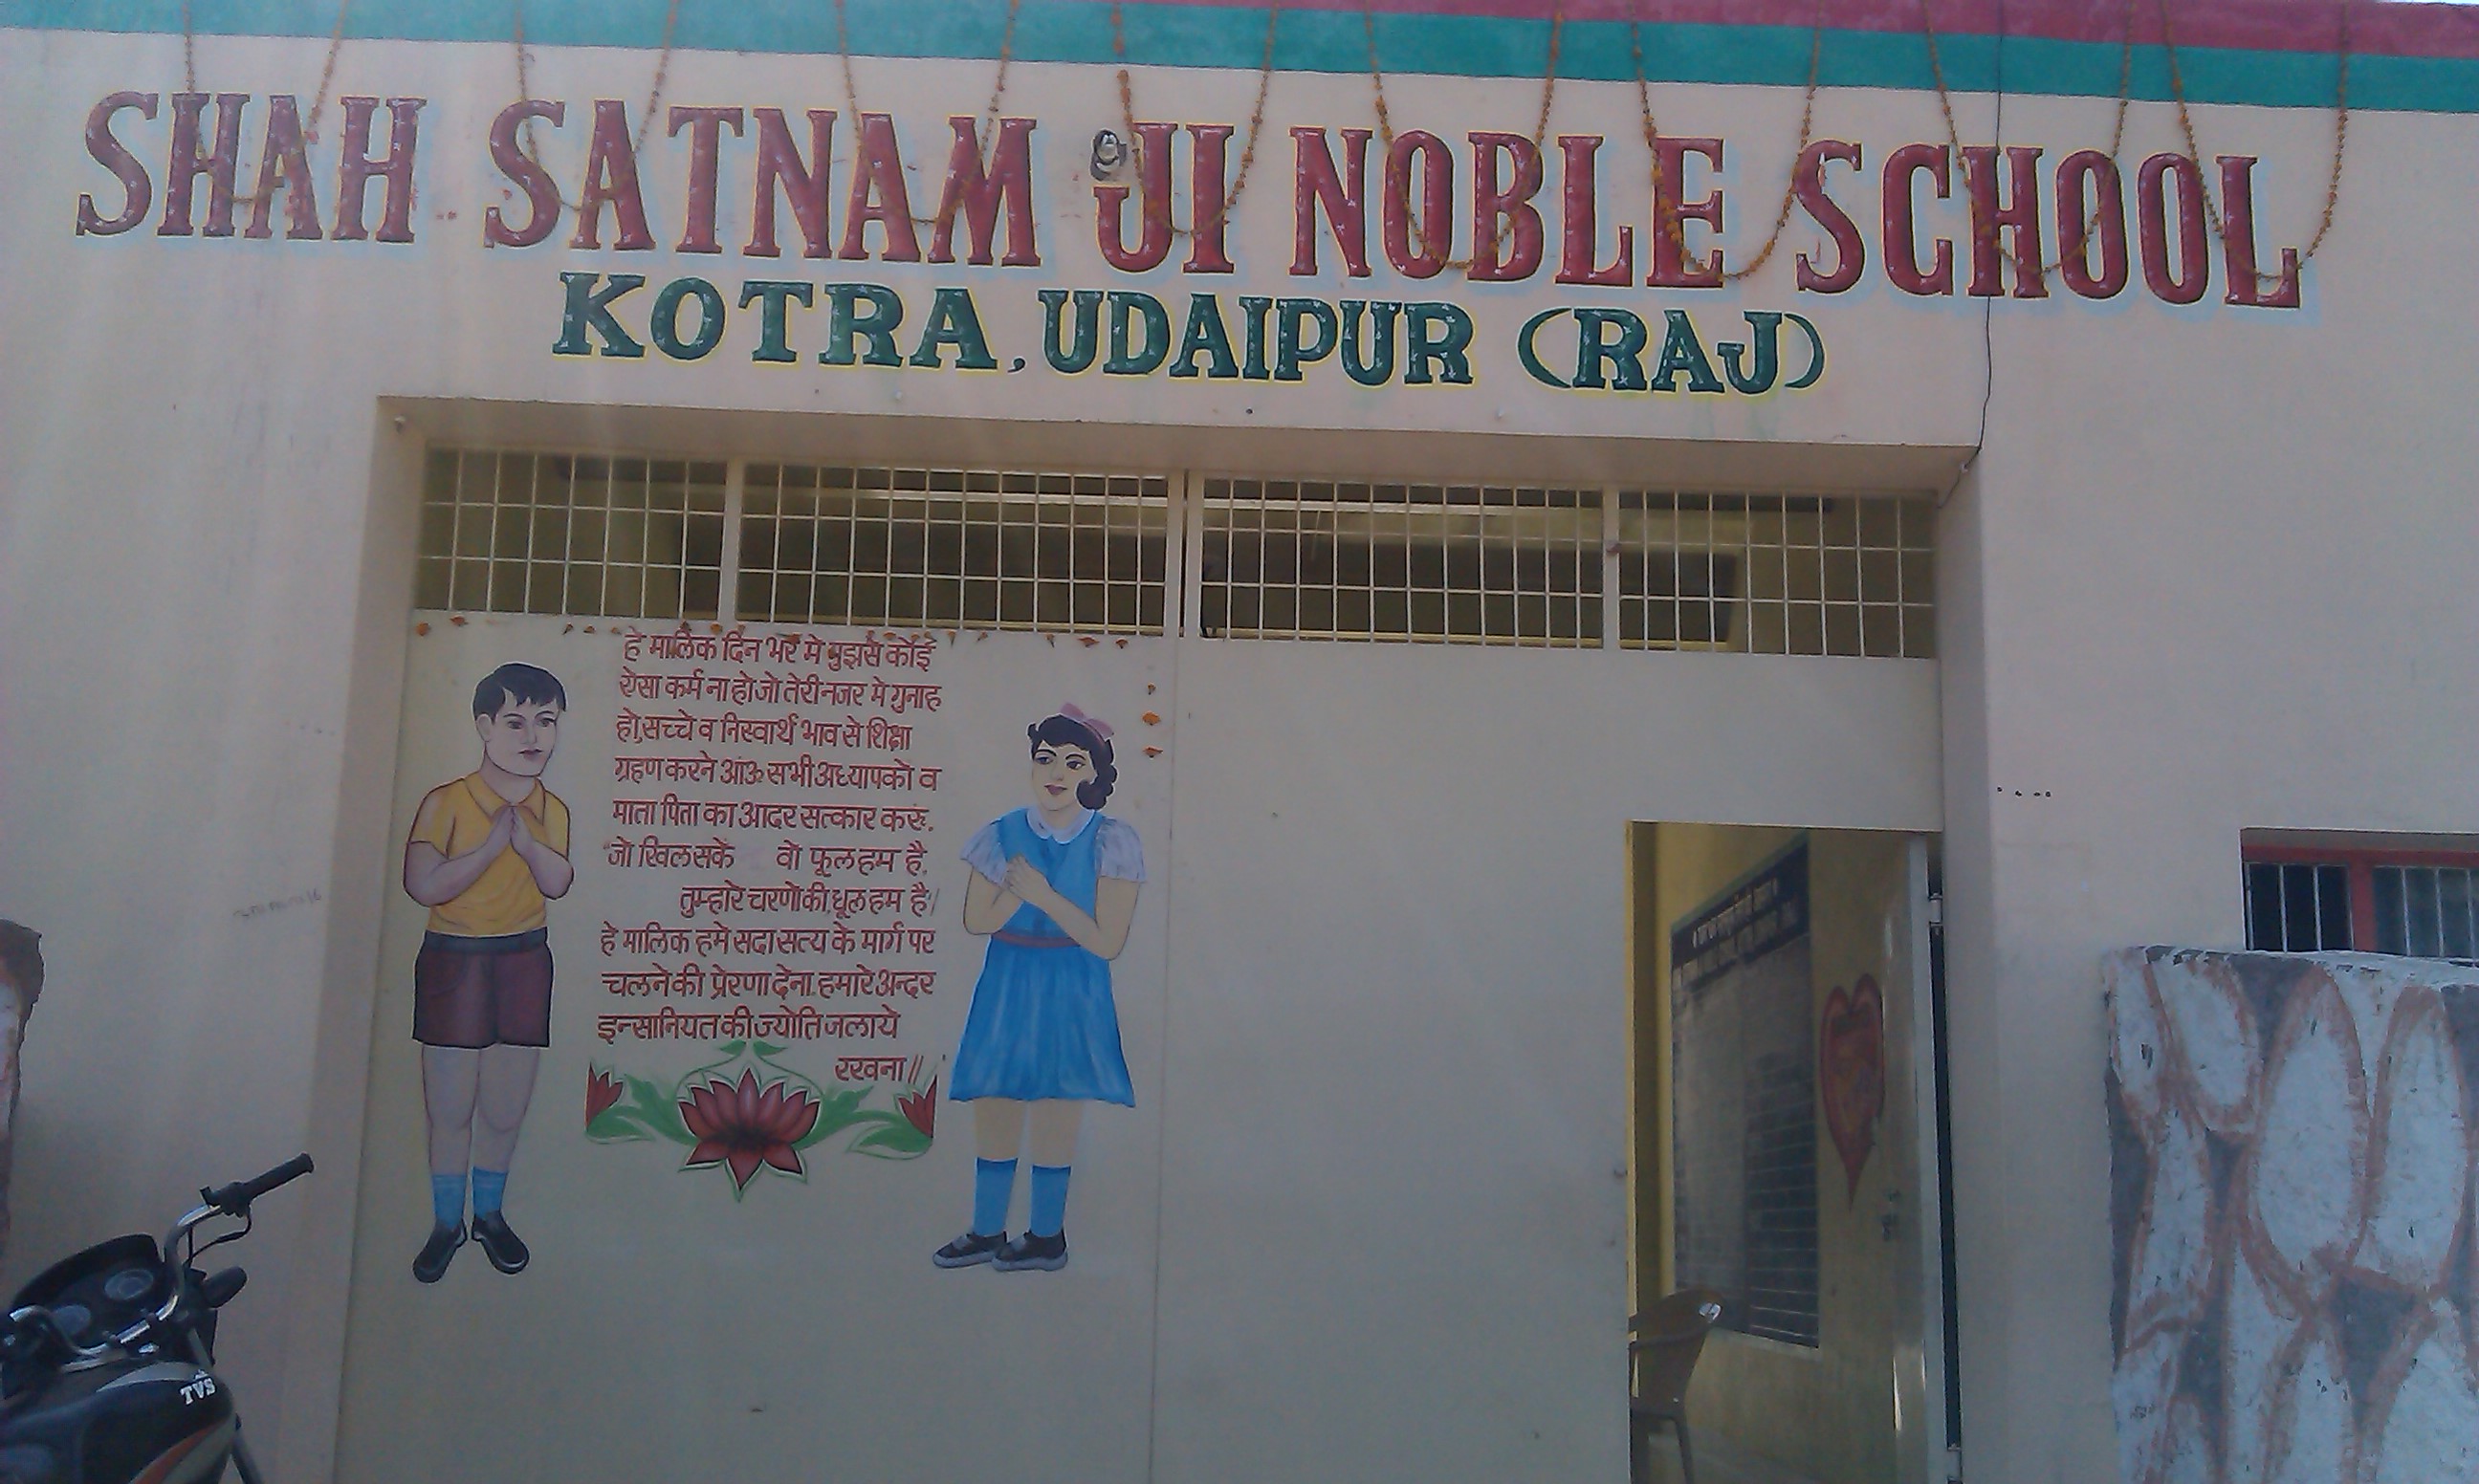 SHAH SATNAM JI NOBLE SCHOOL
KOTRA, UDAIPUR (RAJ)
हे मालिक दिन भर मे मुझसे कोई
ऐसा कर्म ना हो जो तेरी नजर मे गुनाह
हो, सच्चे व निस्वार्थ भाव से शिक्षा
ग्रहण करने आऊ सभी अध्यापको व
माता पिता का आदर सत्कार करू.
"जो खिल सके वो फूल हम है,
तुम्हारे चरणो की, धूल हम है"
हे मालिक हमे सदा सत्य के मार्ग पर
चलने की प्रेरणा देना. हमारे अन्दर
इन्सानियत की ज्योति जलाये
रखना//
TVS